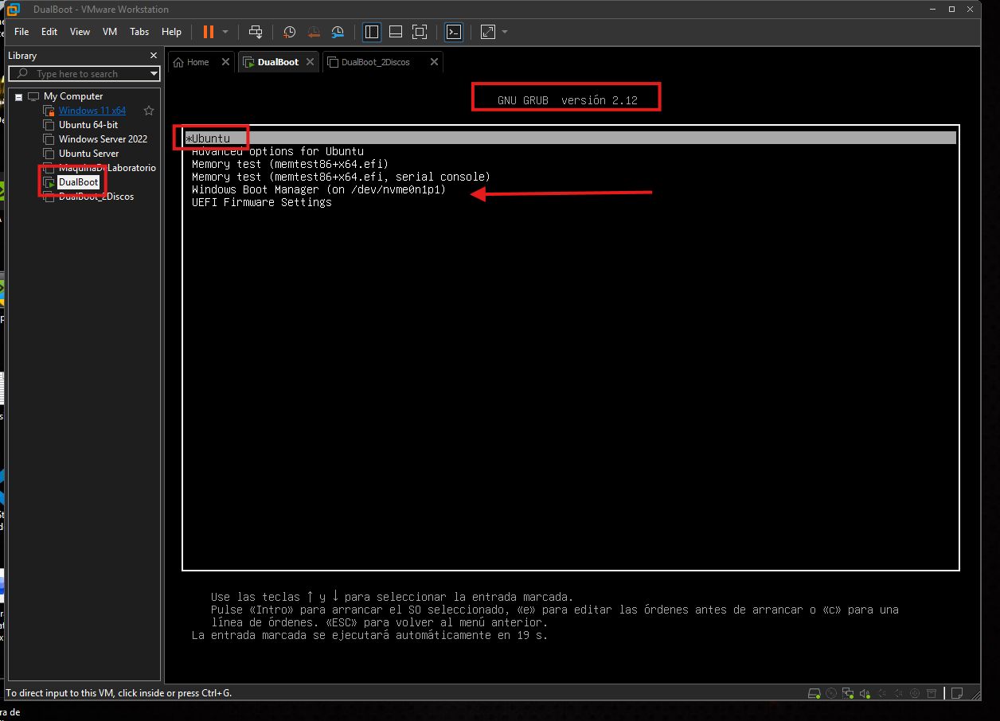 DualBoot - VMware Workstation
File Edit View VM Tabs Help
Library
Type here to search
My Computer
Windows 11 x64
Ubuntu 64-bit
Windows Server 2022
Ubuntu Server
MaquinaDeLaboratorio
DualBoot
DualBoot_2Discos
Home
DualBoot
DualBoot_2Discos
GNU GRUB versión 2.12
*Ubuntu
Advanced options for Ubuntu
Memory test (memtest86+x64.efi)
Memory test (memtest86+x64.efi, serial console)
Windows Boot Manager (on /dev/nvme0n1p1)
UEFI Firmware Settings
Use las teclas ↑ y ↓ para seleccionar la entrada marcada.
Pulse «Intro» para arrancar el SO seleccionado, «e» para editar las órdenes antes de arrancar o «c» para una
línea de órdenes. «ESC» para volver al menú anterior.
La entrada marcada se ejecutará automáticamente en 19 s.
To direct input to this VM, click inside or press Ctrl+G.
ra de